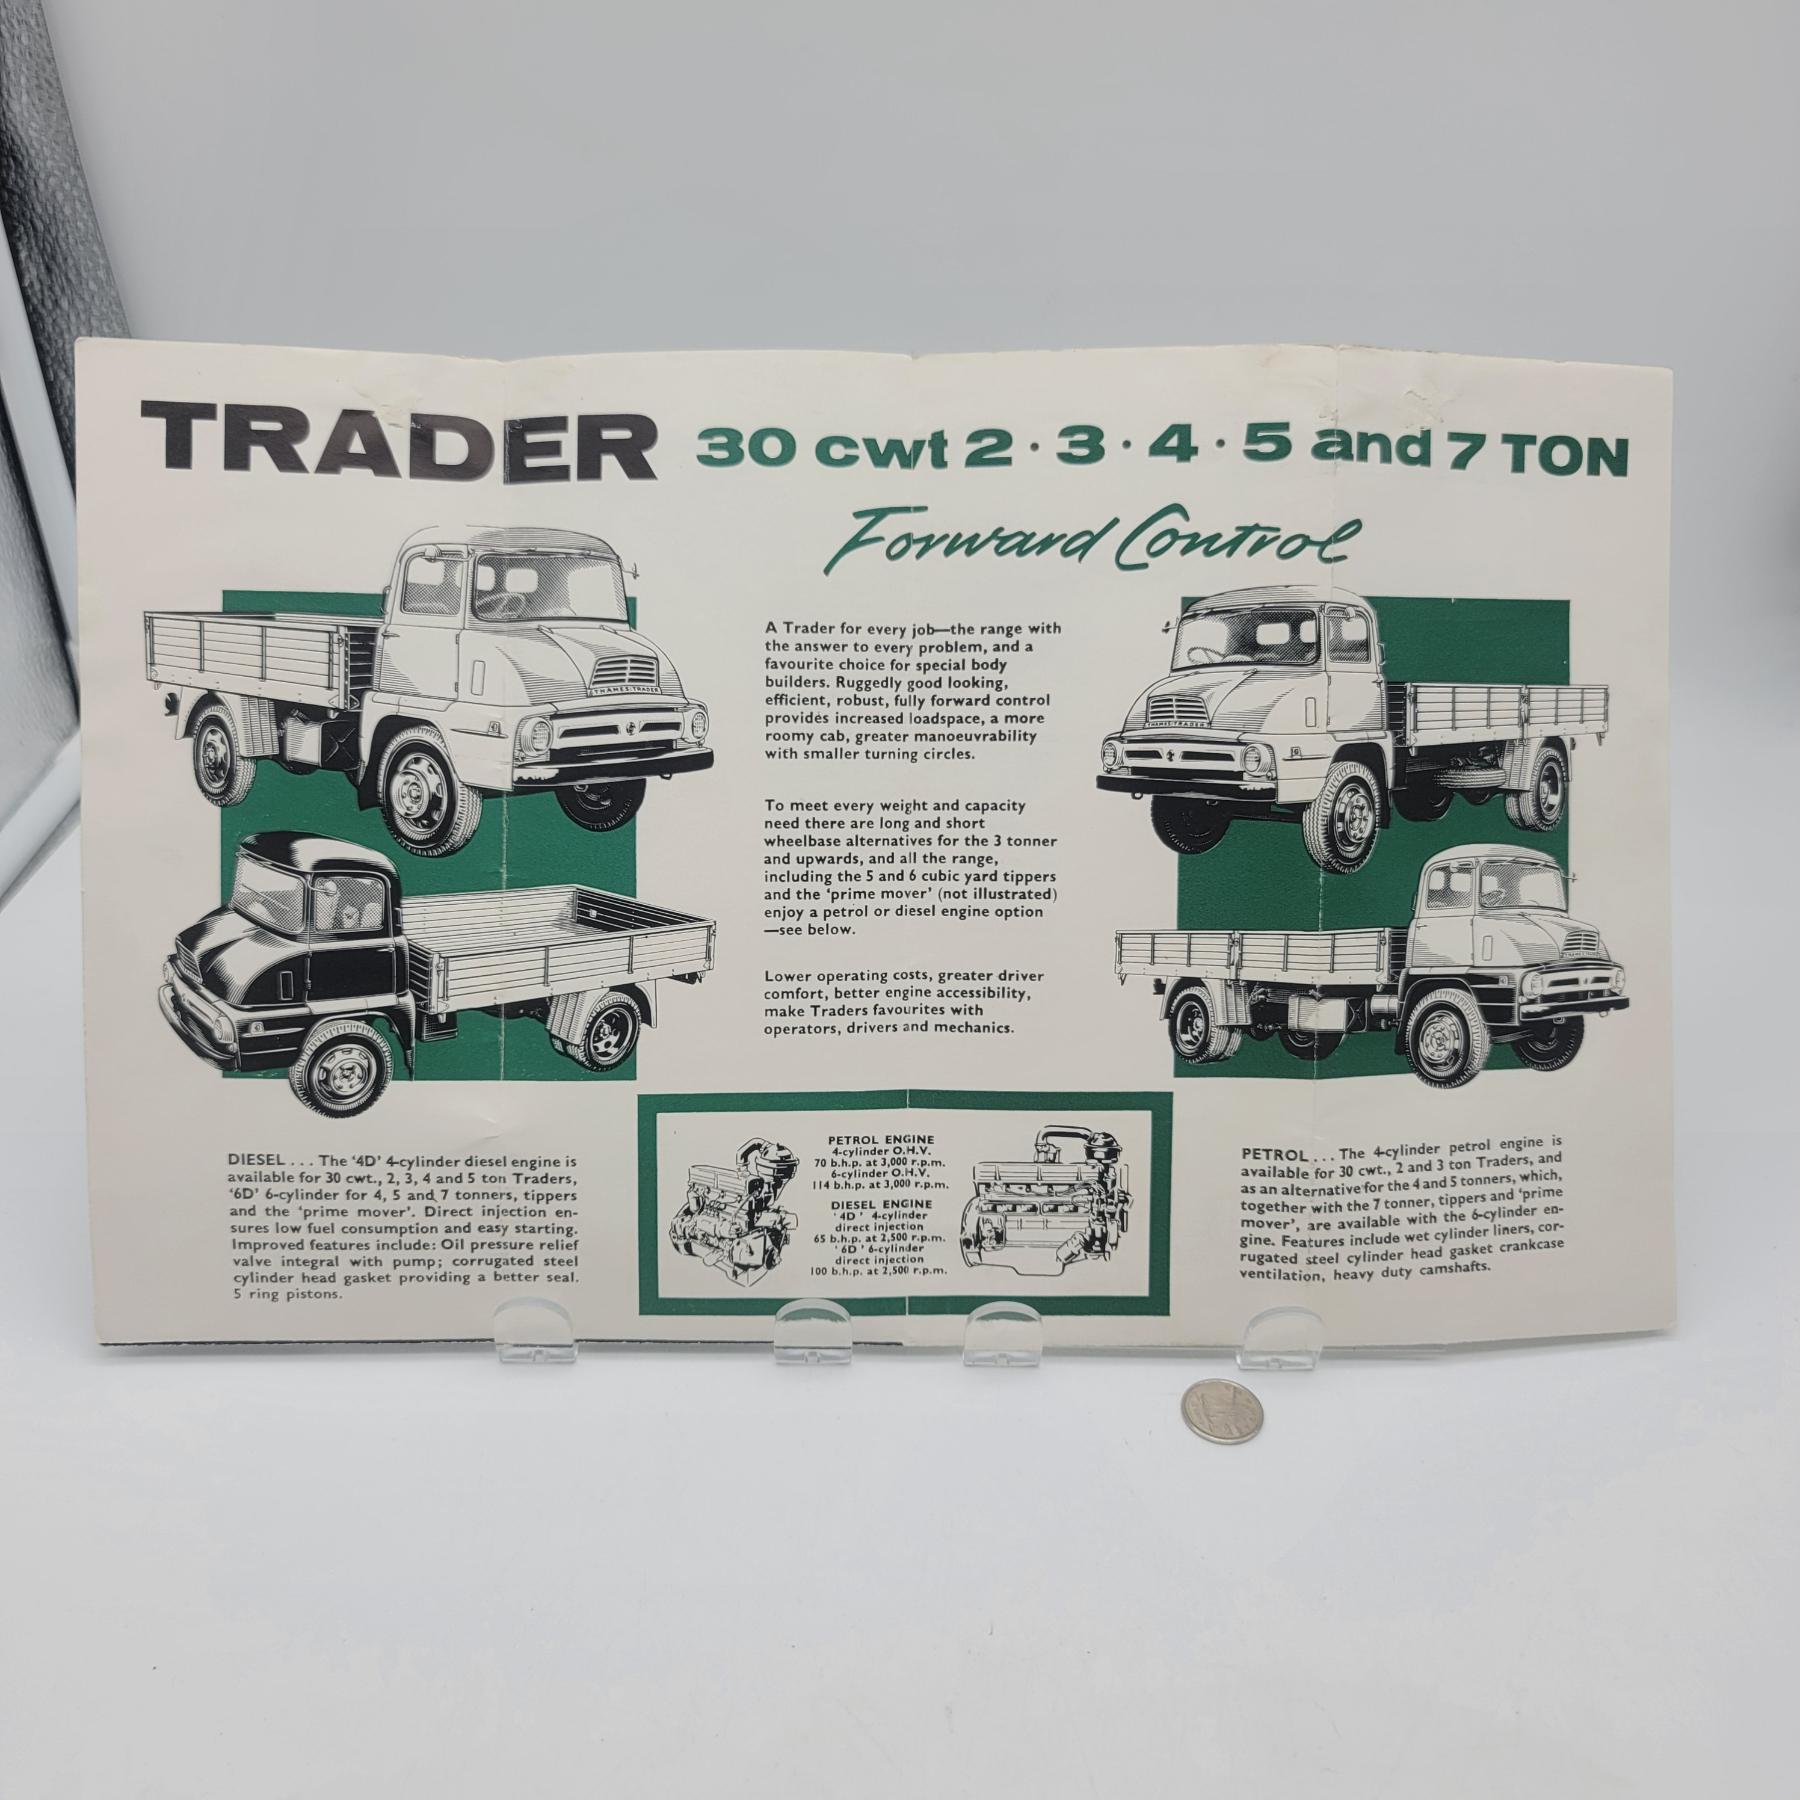 TRADER 30 cwt 2 · 3 · 4 · 5 and 7 TON
Forward Control
THAMES TRADER
THAMES TRADER
A Trader for every job—the range with
the answer to every problem, and a
favourite choice for special body
builders. Ruggedly good looking,
efficient, robust, fully forward control
provides increased loadspace, a more
roomy cab, greater manoeuvrability
with smaller turning circles.
To meet every weight and capacity
need there are long and short
wheelbase alternatives for the 3 tonner
and upwards, and all the range,
including the 5 and 6 cubic yard tippers
and the 'prime mover' (not illustrated)
enjoy a petrol or diesel engine option
—see below.
Lower operating costs, greater driver
comfort, better engine accessibility,
make Traders favourites with
operators, drivers and mechanics.
DIESEL . . . The '4D' 4-cylinder diesel engine is
available for 30 cwt., 2, 3, 4 and 5 ton Traders,
'6D' 6-cylinder for 4, 5 and 7 tonners, tippers
and the 'prime mover'. Direct injection en-
sures low fuel consumption and easy starting.
Improved features include: Oil pressure relief
valve integral with pump; corrugated steel
cylinder head gasket providing a better seal.
5 ring pistons.
PETROL ENGINE
4-cylinder O.H.V.
70 b.h.p. at 3,000 r.p.m.
6-cylinder O.H.V.
114 b.h.p. at 3,000 r.p.m.
DIESEL ENGINE
'4D' 4-cylinder
direct injection
65 b.h.p. at 2,500 r.p.m.
'6D' 6-cylinder
direct injection
100 b.h.p. at 2,500 r.p.m.
PETROL . . . The 4-cylinder petrol engine is
available for 30 cwt., 2 and 3 ton Traders, and
as an alternative for the 4 and 5 tonners, which,
together with the 7 tonner, tippers and 'prime
mover', are available with the 6-cylinder en-
gine. Features include wet cylinder liners, cor-
rugated steel cylinder head gasket crankcase
ventilation, heavy duty camshafts.